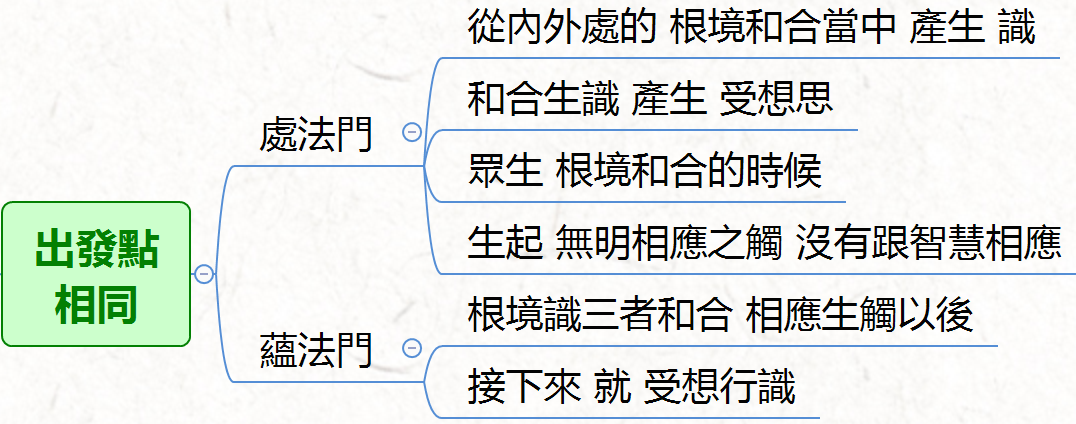 出發點
相同
處法門
從內外處的 根境和合當中 產生 識
和合生識 產生 受想思
眾生 根境和合的時候
生起 無明相應之觸 沒有跟智慧相應
蘊法門
根境識三者和合 相應生觸以後
接下來 就 受想行識